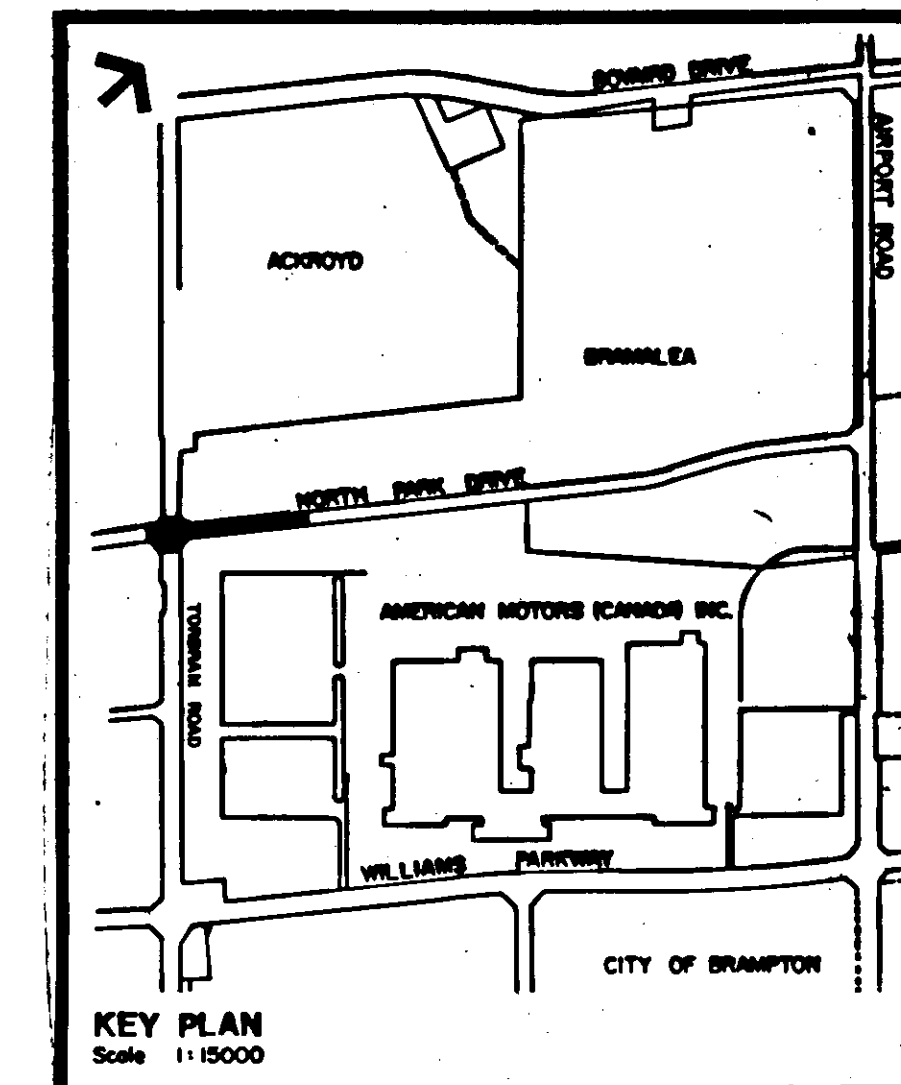 BOVAIRD DRIVE
AIRPORT ROAD
ACKROYD
BRAMALEA
NORTH PARK DRIVE
AMERICAN MOTORS (CANADA) INC.
TORBRAM ROAD
WILLIAMS PARKWAY
CITY OF BRAMPTON
KEY PLAN
Scale 1:15000